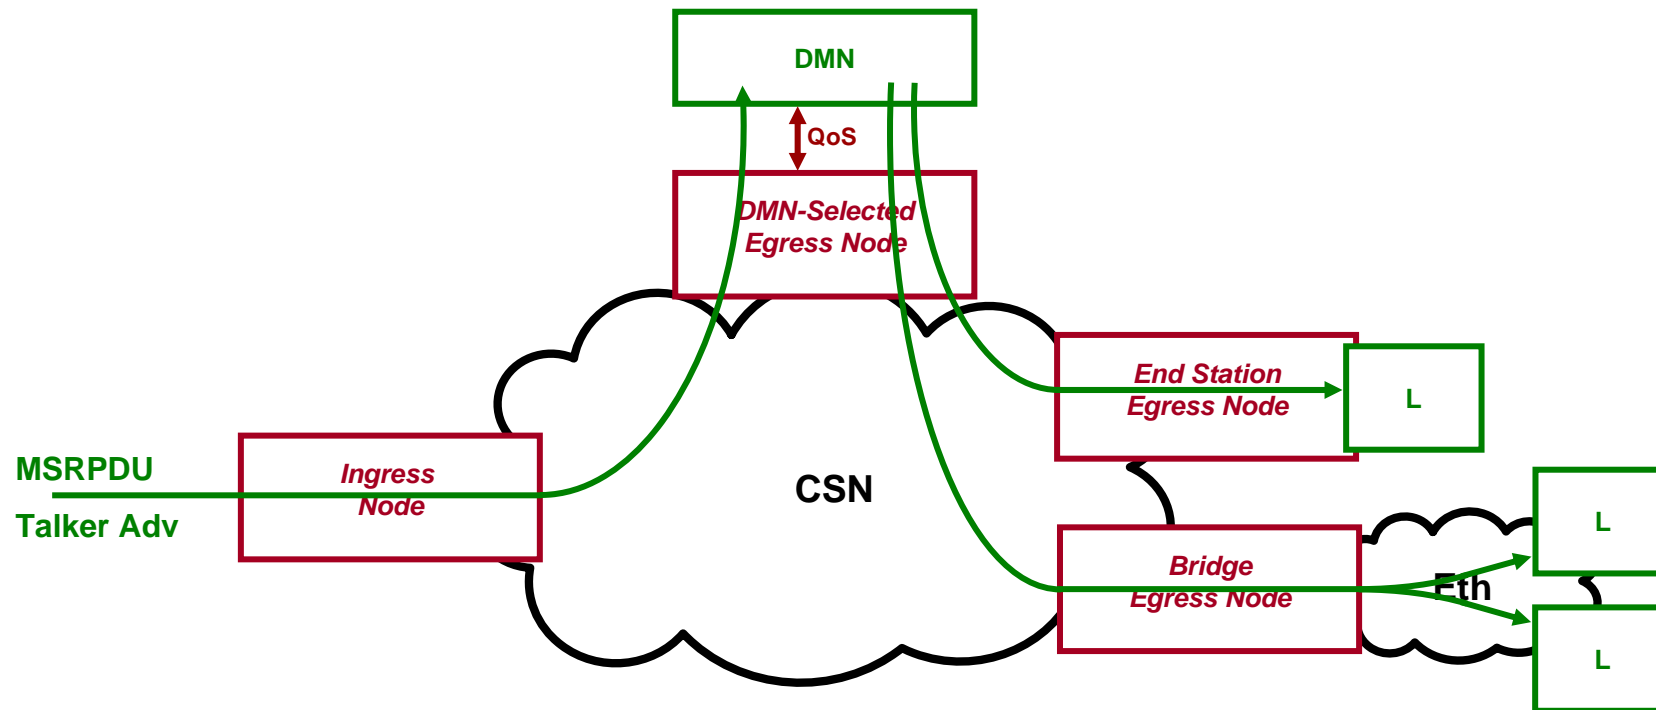 DMN
QoS
DMN-Selected
Egress Node
End Station
Egress Node
L
MSRPDU
Talker Adv
Ingress
Node
CSN
L
Bridge
Egress Node
Eth
L